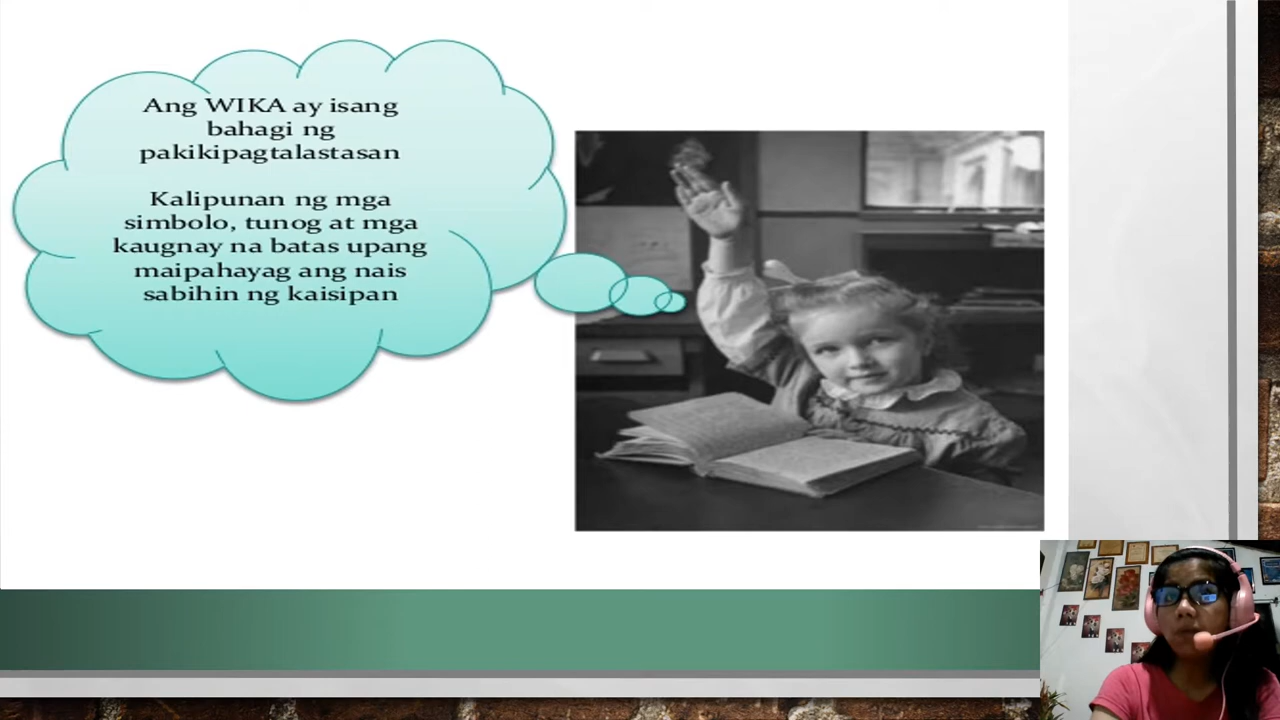 Ang WIKA ay isang
bahagi ng
pakikipagtalastasan
Kalipunan ng mga
simbolo, tunog at mga
kaugnay na batas upang
maipahayag ang nais
sabihin ng kaisipan